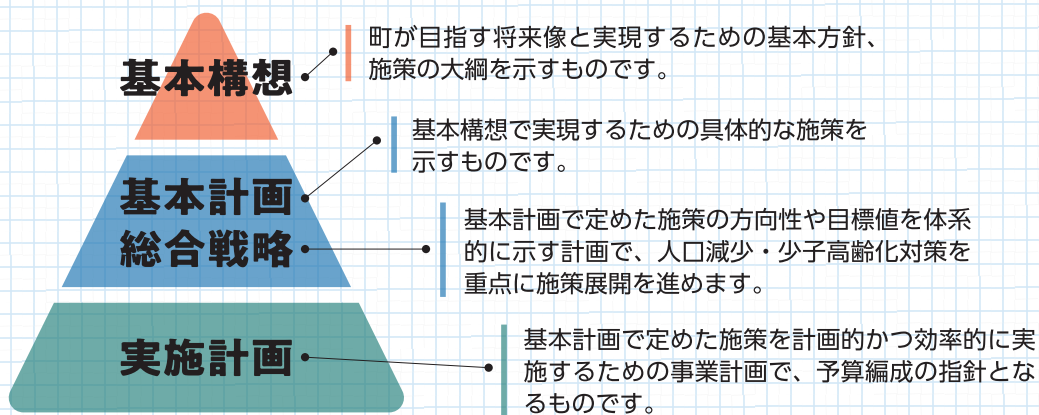 基本構想
町が目指す将来像と実現するための基本方針、
施策の大綱を示すものです。
基本計画
基本構想で実現するための具体的な施策を
示すものです。
総合戦略
基本計画で定めた施策の方向性や目標値を体系
的に示す計画で、人口減少・少子高齢化対策を
重点に施策展開を進めます。
実施計画
基本計画で定めた施策を計画的かつ効率的に実
施するための事業計画で、予算編成の指針とな
るものです。